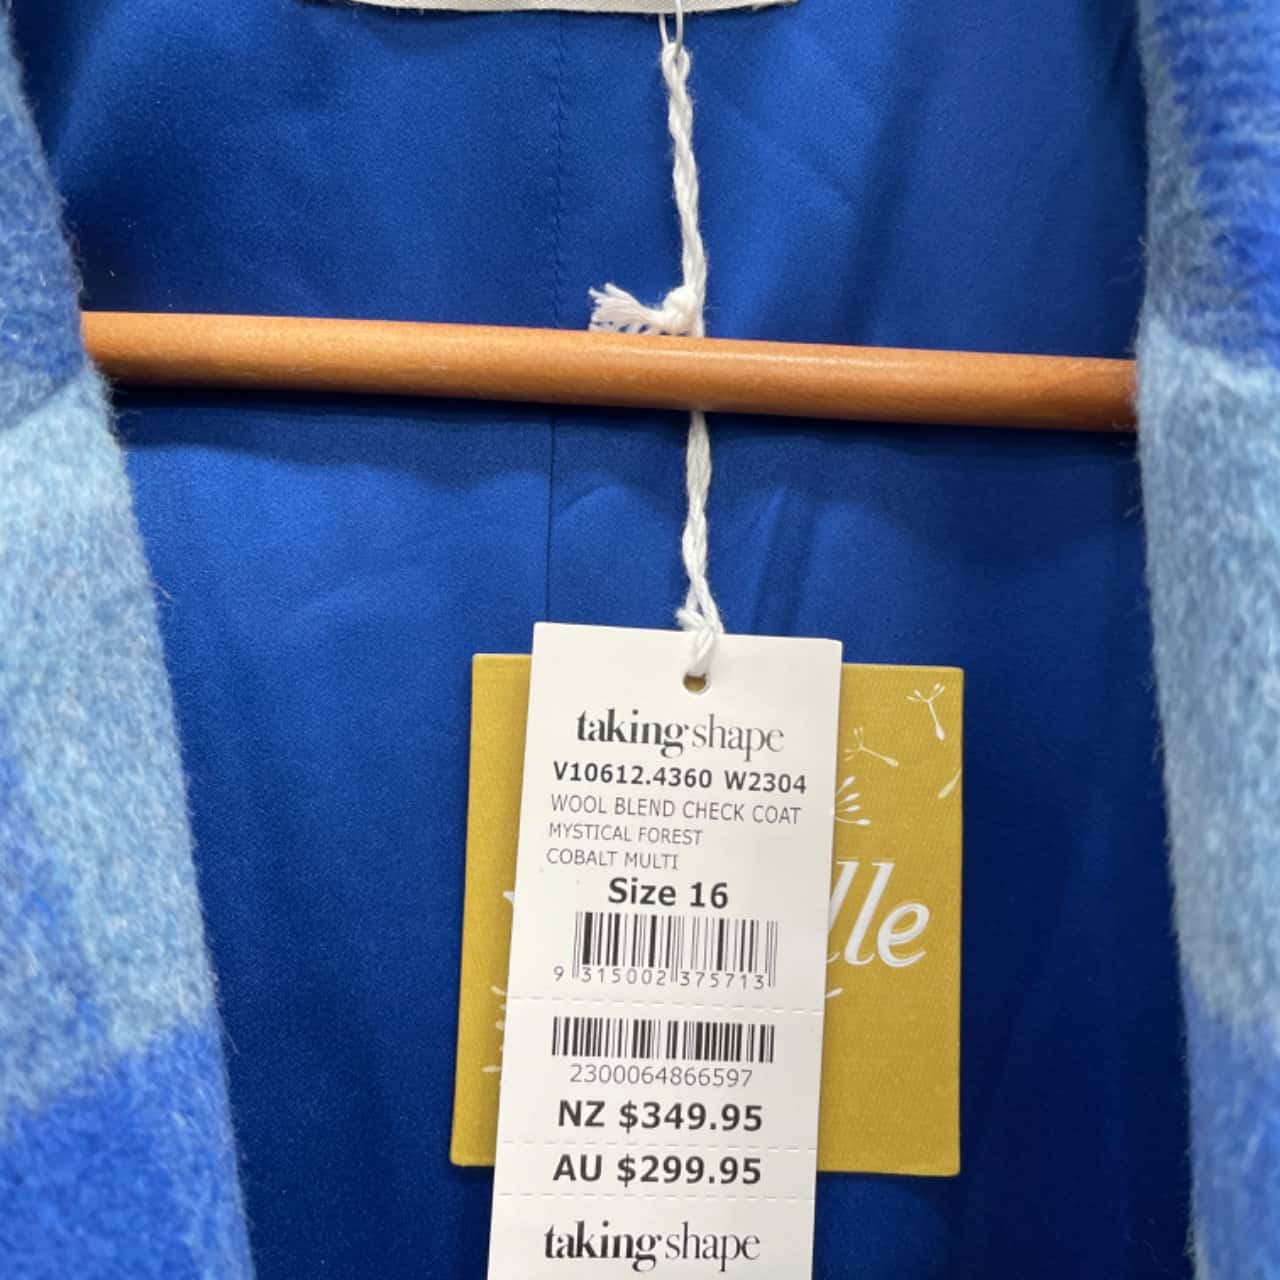 taking shape
V10612.4360 W2304
WOOL BLEND CHECK COAT
MYSTICAL FOREST
COBALT MULTI
Size 16
9 315002 375713
2300064866597
NZ $349.95
AU $299.95
taking shape